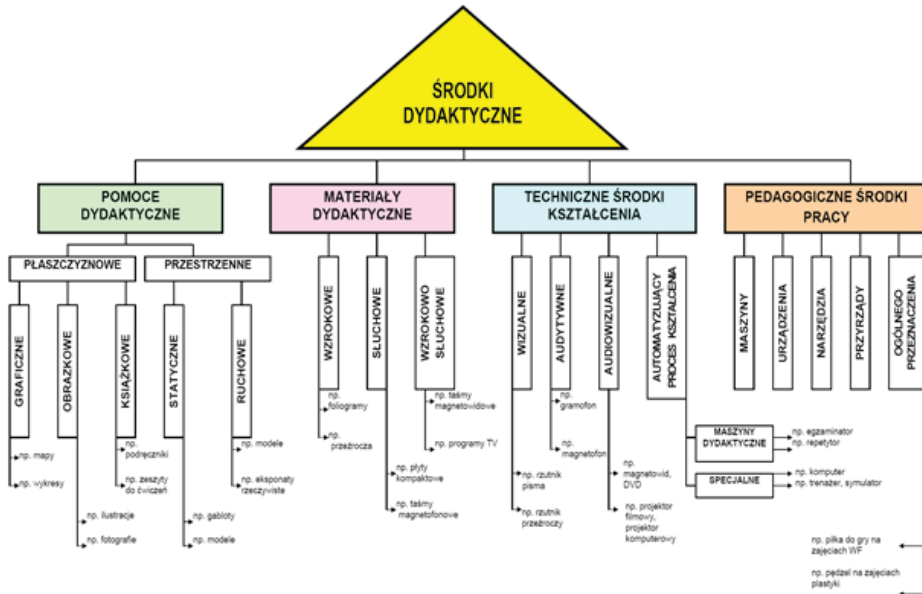 ŚRODKI
DYDAKTYCZNE
POMOCE
DYDAKTYCZNE
MATERIAŁY
DYDAKTYCZNE
TECHNICZNE ŚRODKI
KSZTAŁCENIA
PEDAGOGICZNE ŚRODKI
PRACY
PŁASZCZYZNOWE
PRZESTRZENNE
GRAFICZNE
OBRAZKOWE
KSIĄŻKOWE
STATYCZNE
RUCHOWE
WZROKOWE
SŁUCHOWE
WZROKOWO
SŁUCHOWE
WIZUALNE
AUDYTYWNE
AUDIOWIZUALNE
AUTOMATYZUJĄCY
PROCES KSZTAŁCENIA
MASZYNY
URZĄDZENIA
NARZĘDZIA
PRZYRZĄDY
OGÓLNEGO
PRZEZNACZENIA
np. mapy
np. wykresy
np. ilustracje
np. fotografie
np.
podręczniki
np. zeszyty
do ćwiczeń
np. gabloty
np. modele
np. modele
np. eksponaty
rzeczywiste
np.
foliogramy
np.
przeźrocza
np. płyty
kompaktowe
np. taśmy
magnetofonowe
np. taśmy
magnetowidowe
np. programy TV
np. rzutnik
pisma
np. rzutnik
przeźroczy
np.
gramofon
np.
magnetofon
np.
magnetowid,
DVD
np. projektor
filmowy,
projektor
komputerowy
MASZYNY
DYDAKTYCZNE
np. egzaminator
np. repetytor
SPECJALNE
np. komputer
np. trenażer, symulator
np. piłka do gry na
zajęciach WF
np. pędzel na zajęciach
plastyki